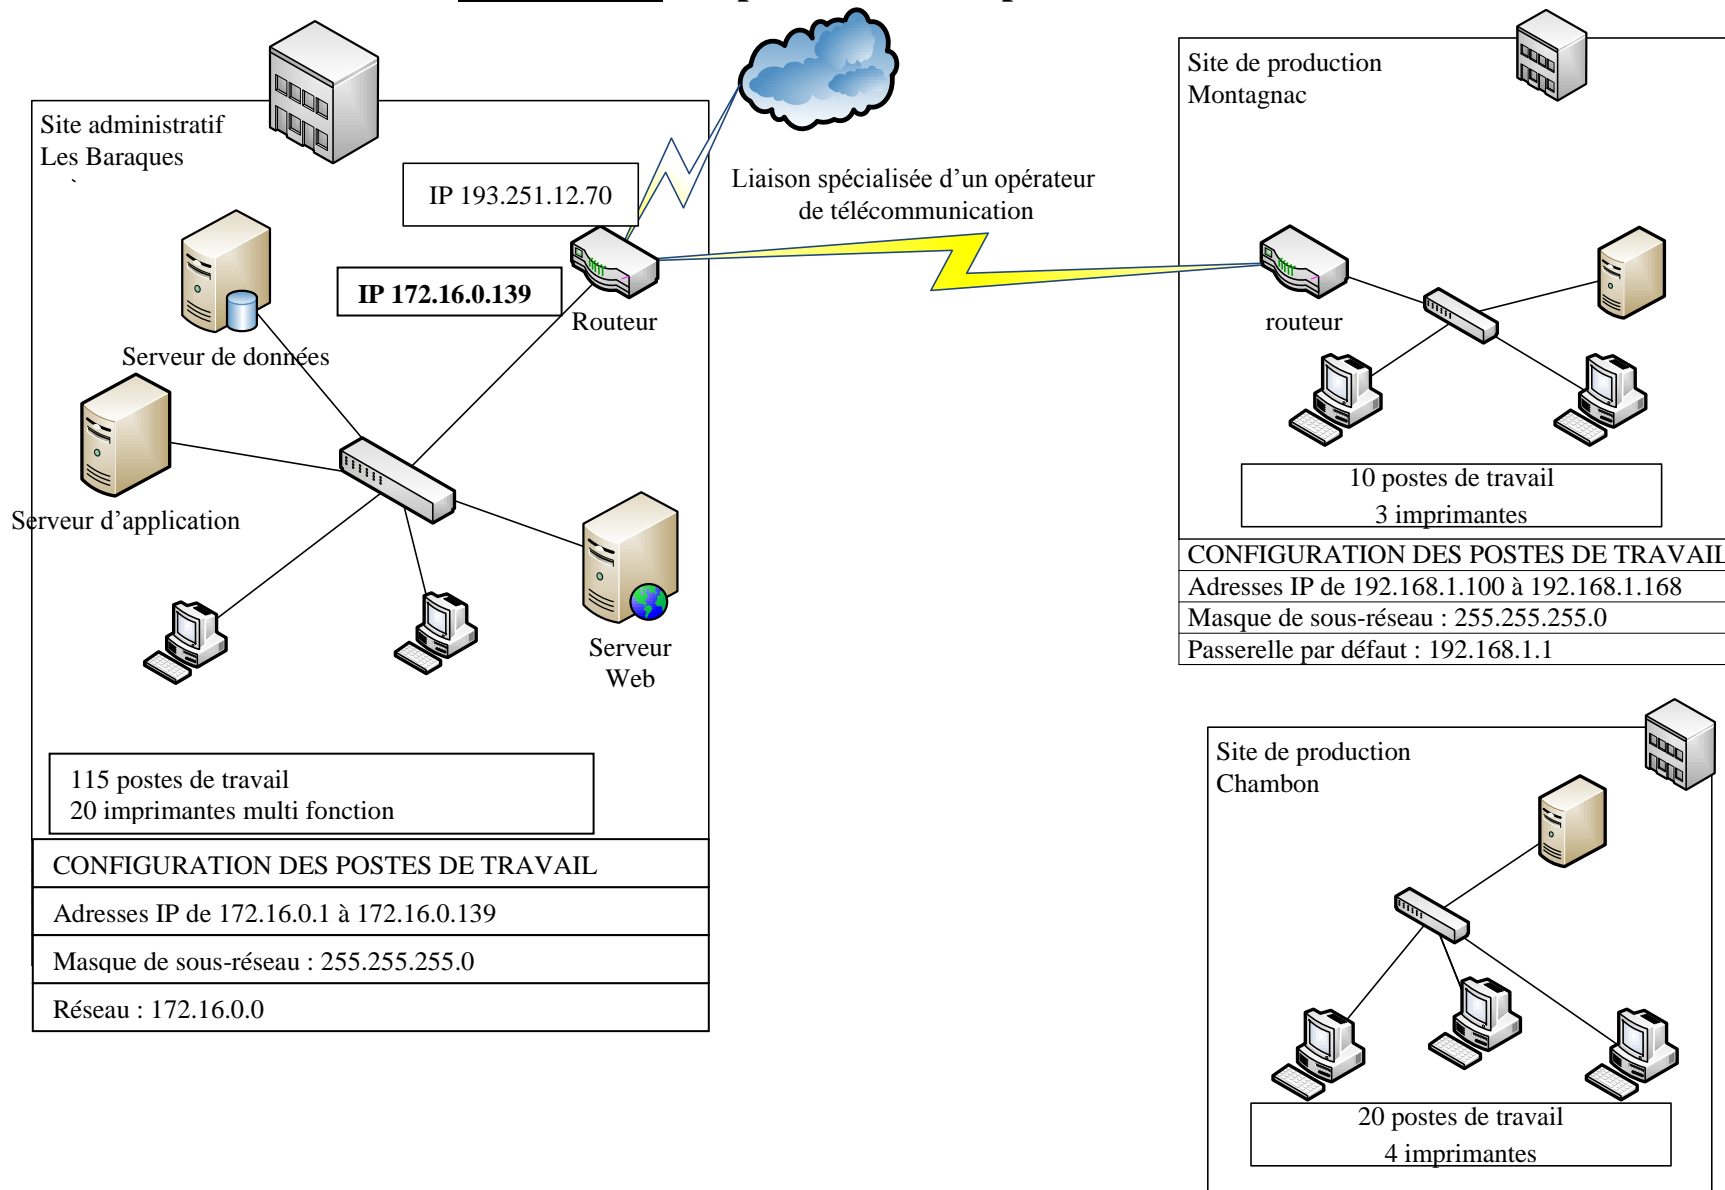 Site administratif
Les Baraques
IP 193.251.12.70
IP 172.16.0.139
Routeur
Serveur de données
Serveur d’application
Serveur
Web
115 postes de travail
20 imprimantes multi fonction
CONFIGURATION DES POSTES DE TRAVAIL
Adresses IP de 172.16.0.1 à 172.16.0.139
Masque de sous-réseau : 255.255.255.0
Réseau : 172.16.0.0
Liaison spécialisée d’un opérateur
de télécommunication
Site de production
Montagnac
routeur
10 postes de travail
3 imprimantes
CONFIGURATION DES POSTES DE TRAVAIL
Adresses IP de 192.168.1.100 à 192.168.1.168
Masque de sous-réseau : 255.255.255.0
Passerelle par défaut : 192.168.1.1
Site de production
Chambon
20 postes de travail
4 imprimantes